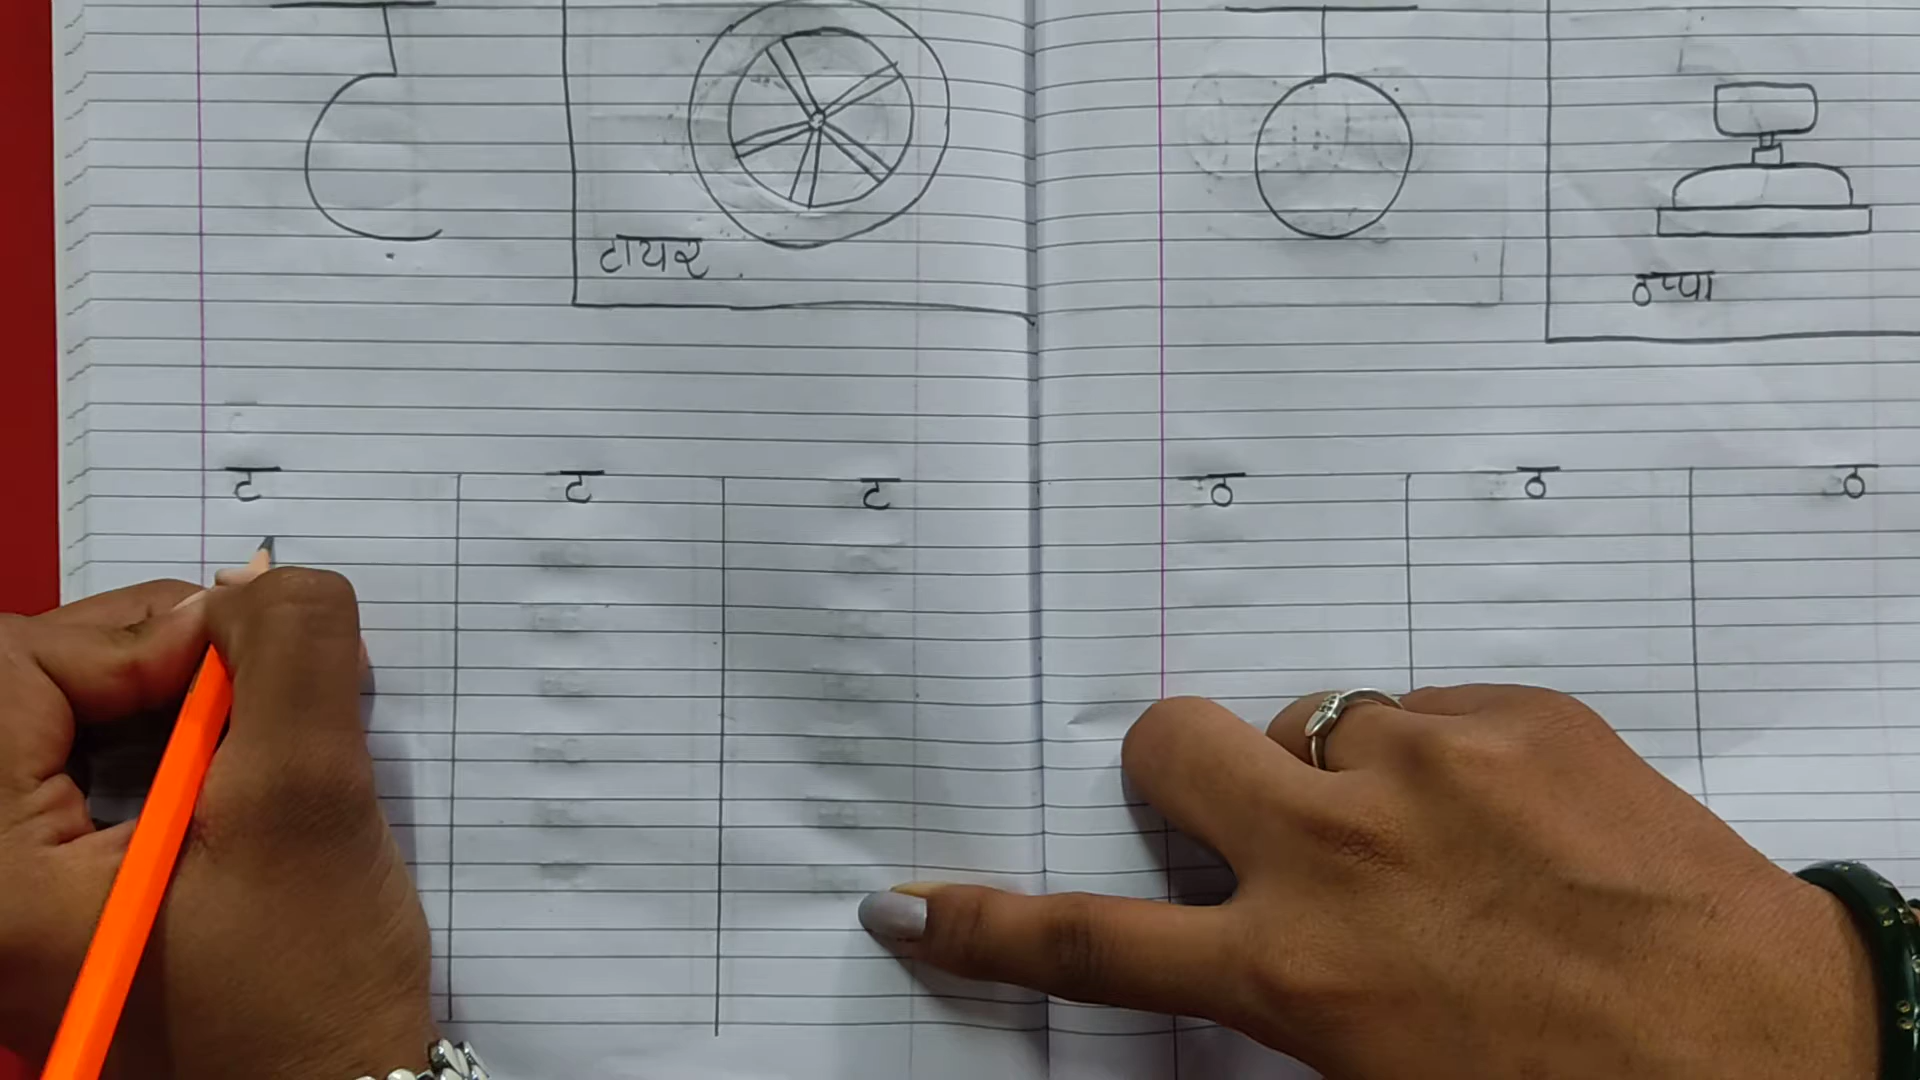 ट
टायर
ठ
ठप्पा
ट ट ट
ठ ठ ठ